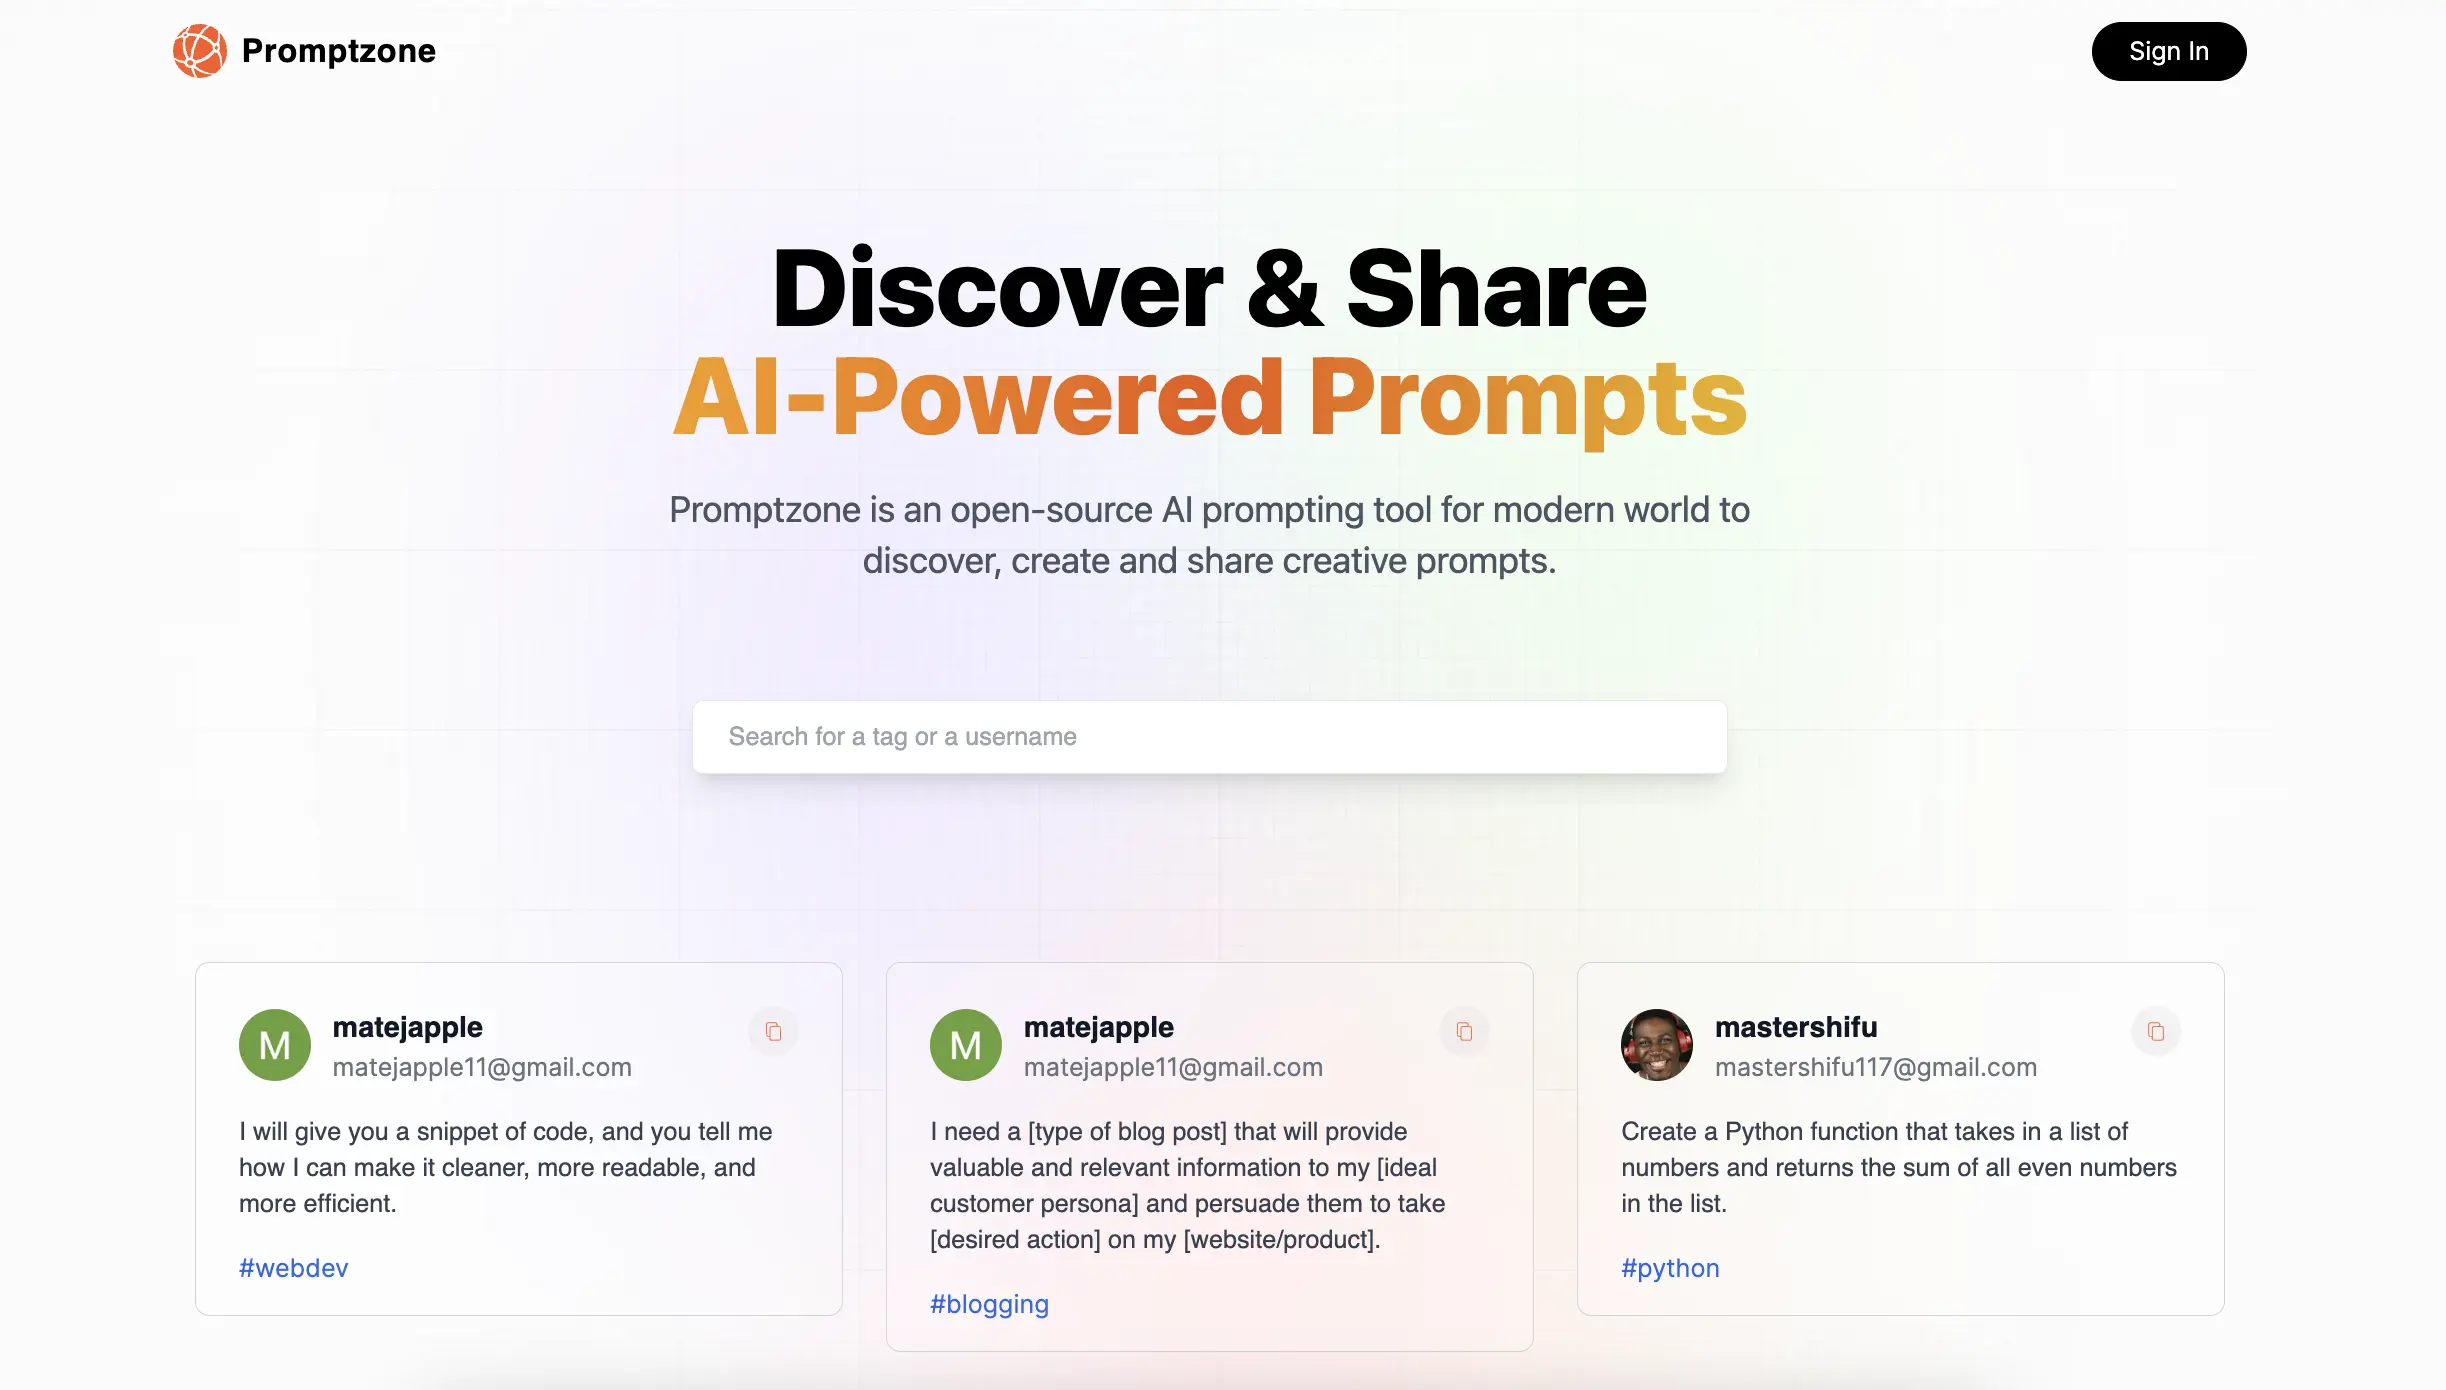 Promptzone
Sign In
Discover & Share
AI-Powered Prompts
Promptzone is an open-source AI prompting tool for modern world to
discover, create and share creative prompts.
Search for a tag or a username
M
matejapple
matejapple11@gmail.com
I will give you a snippet of code, and you tell me
how I can make it cleaner, more readable, and
more efficient.
#webdev
M
matejapple
matejapple11@gmail.com
I need a [type of blog post] that will provide
valuable and relevant information to my [ideal
customer persona] and persuade them to take
[desired action] on my [website/product].
#blogging
mastershifu
mastershifu117@gmail.com
Create a Python function that takes in a list of
numbers and returns the sum of all even numbers
in the list.
#python